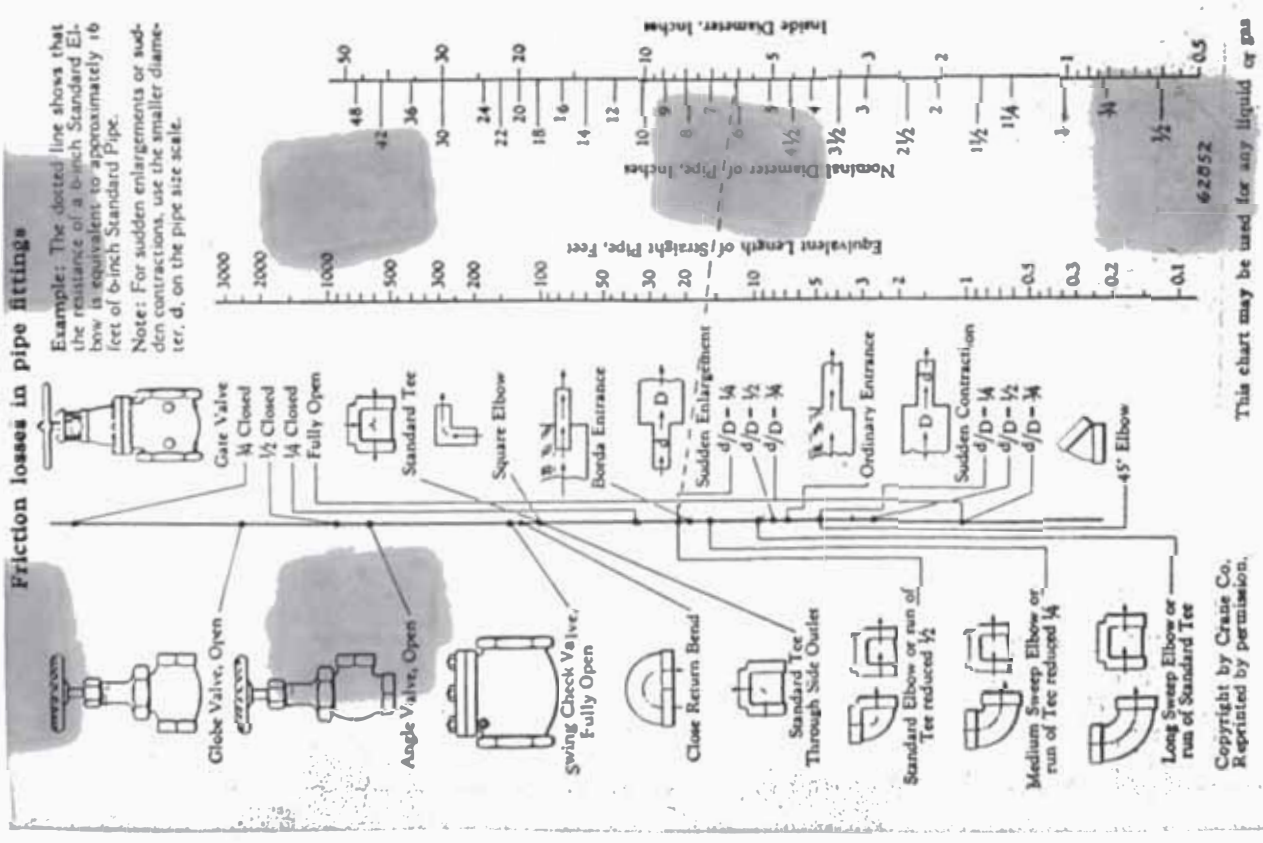 Friction losses in pipe fittings
Example: The dotted line shows that
the resistance of a 6-inch Standard El-
bow is equivalent to approximately 16
feet of 6-inch Standard Pipe.
Note: For sudden enlargements or sud-
den contractions, use the smaller diame-
ter, d, on the pipe size scale.
Globe Valve, Open
Angle Valve, Open
Swing Check Valve,
Fully Open
Close Return Bend
Standard Tee
Through Side Outlet
Standard Elbow or run of
Tee reduced ½
Medium Sweep Elbow or
run of Tee reduced ¼
Long Sweep Elbow or
run of Standard Tee
Gate Valve
¾ Closed
½ Closed
¼ Closed
Fully Open
Standard Tee
Square Elbow
Borda Entrance
D
d
Sudden Enlargement
d/D=¼
d/D=½
d/D=¾
Ordinary Entrance
D
d
Sudden Contraction
d/D=¼
d/D=½
d/D=¾
45° Elbow
Equivalent Length of Straight Pipe, Feet
3000
2000
1000
500
300
200
100
50
30
20
10
5
3
2
1
0.5
0.3
0.2
0.1
Nominal Diameter of Pipe, Inches
48
42
36
30
24
22
20
18
16
14
12
10
9
8
7
6
5
4½
4
3½
3
2½
2
1½
1¼
1
¾
½
Inside Diameter, Inches
50
30
20
10
5
3
2
1
0.5
62852
This chart may be used for any liquid or gas
Copyright by Crane Co.
Reprinted by permission.